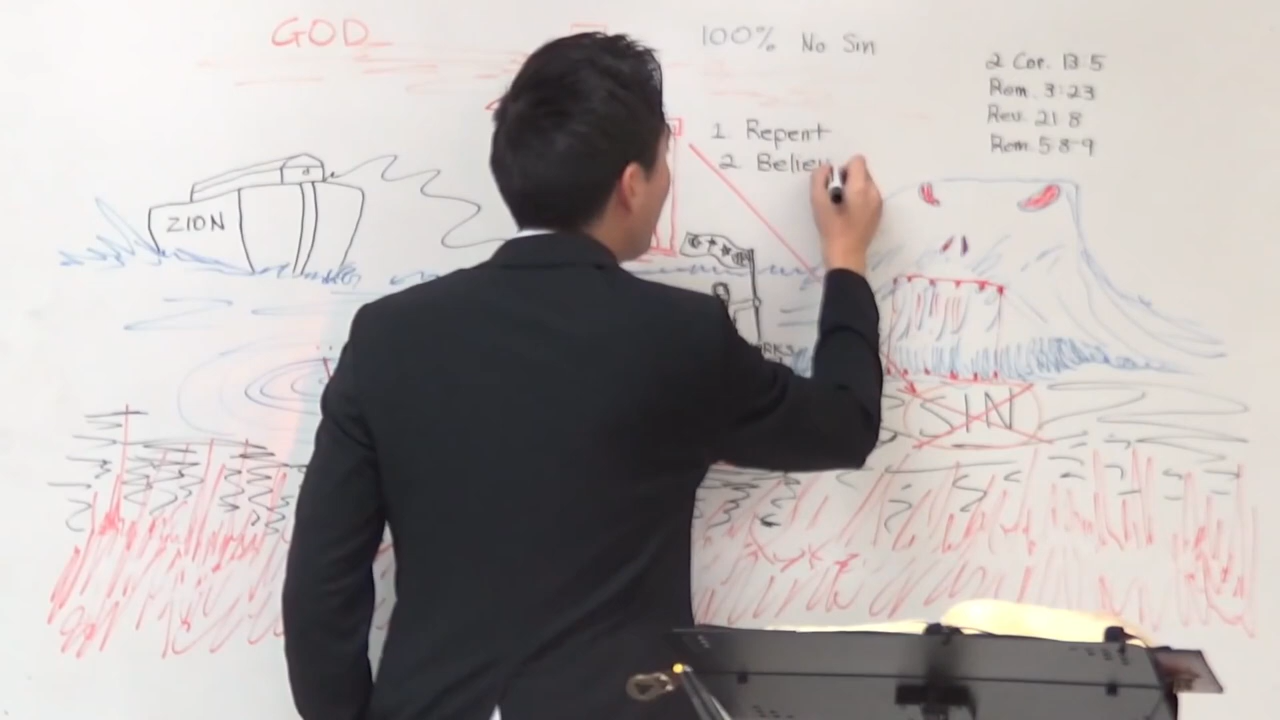 GOD
100% No Sin
2 Cor. 13:5
Rom. 3:23
Rev. 21:8
Rom. 5:8-9
1. Repent
2. Believ
ZION
SIN